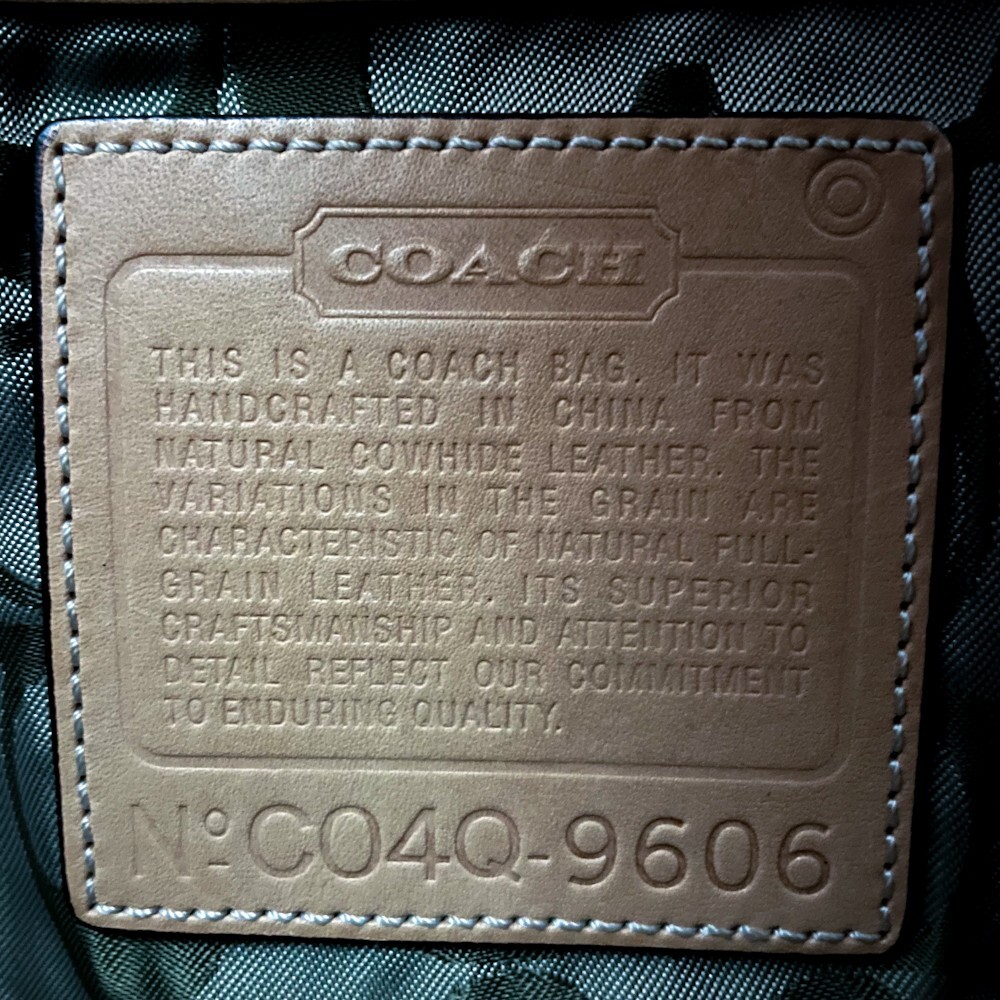 COACH
THIS IS A COACH BAG. IT WAS
HANDCRAFTED IN CHINA FROM
NATURAL COWHIDE LEATHER. THE
VARIATIONS IN THE GRAIN ARE
CHARACTERISTIC OF NATURAL FULL-
GRAIN LEATHER. ITS SUPERIOR
CRAFTSMANSHIP AND ATTENTION TO
DETAIL REFLECT OUR COMMITMENT
TO ENDURING QUALITY.
Nº C04Q-9606